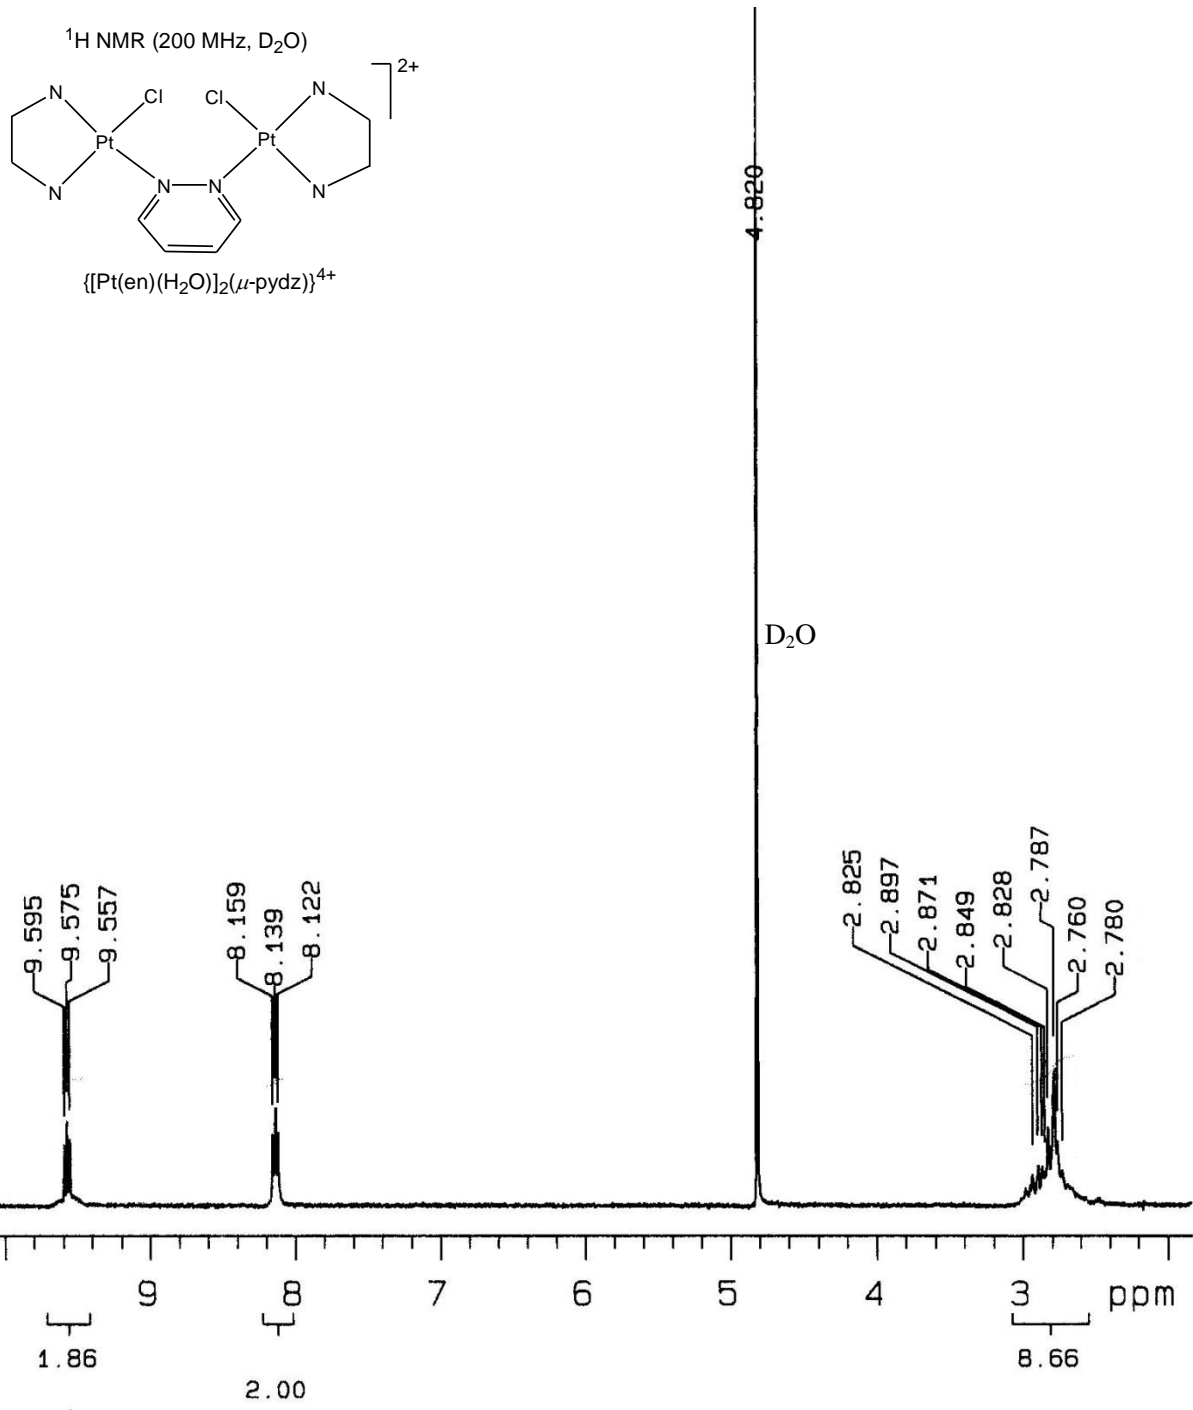 ¹H NMR (200 MHz, D₂O)
2+
N
Cl
Cl
N
Pt
Pt
N
N
N
N
{[Pt(en)(H₂O)]₂(μ-pydz)}⁴⁺
4.820
D₂O
9.595
9.575
9.557
8.159
8.139
8.122
2.825
2.897
2.871
2.849
2.828
2.787
2.760
2.780
9
8
7
6
5
4
3
ppm
1.86
2.00
8.66